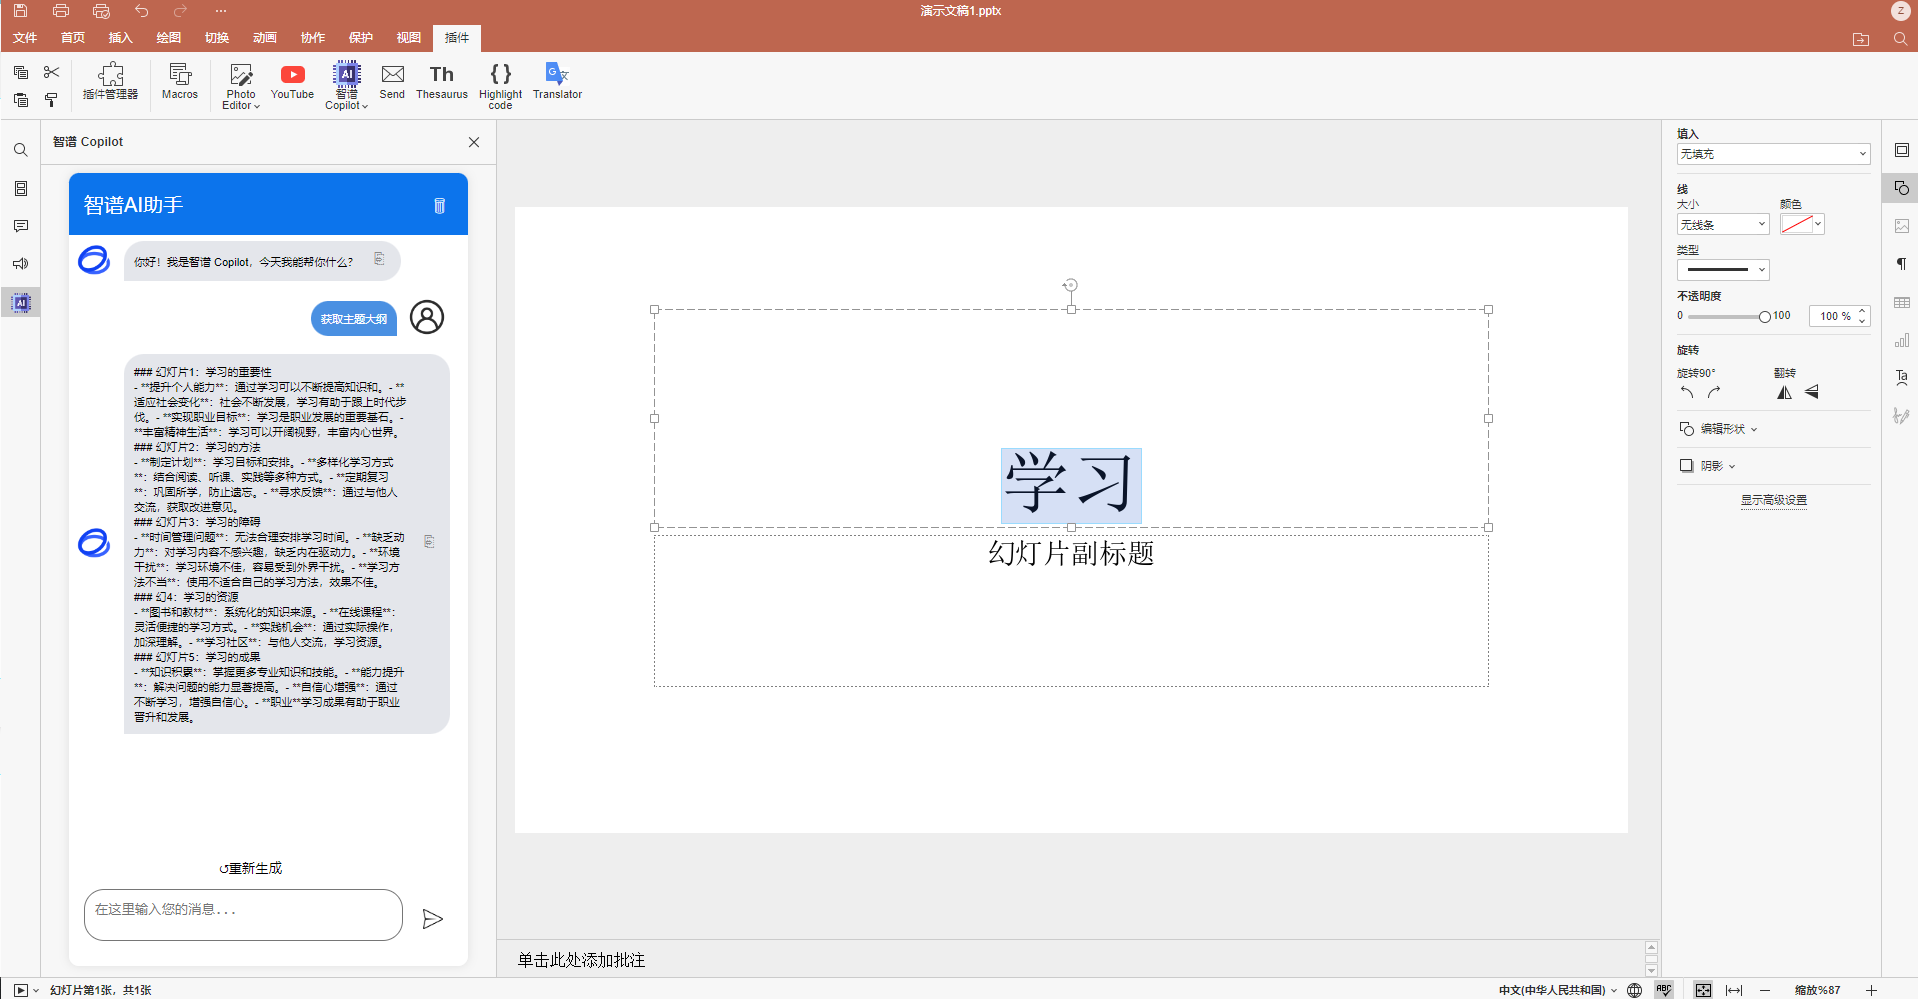 演示文稿1.pptx
Z
文件 首页 插入 绘图 切换 动画 协作 保护 视图 插件
插件管理器
Macros
Photo
Editor
YouTube
AI
智谱
Copilot
Send
Th
Thesaurus
{}
Highlight
code
G 文
Translator
智谱 Copilot
智谱AI助手
你好！我是智谱 Copilot，今天我能帮你什么？
获取主题大纲
### 幻灯片1：学习的重要性
- **提升个人能力**：通过学习可以不断提高知识和。- **
适应社会变化**：社会不断发展，学习有助于跟上时代步
伐。- **实现职业目标**：学习是职业发展的重要基石。-
**丰富精神生活**：学习可以开阔视野，丰富内心世界。
### 幻灯片2：学习的方法
- **制定计划**：学习目标和安排。- **多样化学习方式
**：结合阅读、听课、实践等多种方式。- **定期复习
**：巩固所学，防止遗忘。- **寻求反馈**：通过与他人
交流，获取改进意见。
### 幻灯片3：学习的障碍
- **时间管理问题**：无法合理安排学习时间。- **缺乏动
力**：对学习内容不感兴趣，缺乏内在驱动力。- **环境
干扰**：学习环境不佳，容易受到外界干扰。- **学习方
法不当**：使用不适合自己的学习方法，效果不佳。
### 幻4：学习的资源
- **图书和教材**：系统化的知识来源。- **在线课程**：
灵活便捷的学习方式。- **实践机会**：通过实际操作，
加深理解。- **学习社区**：与他人交流，学习资源。
### 幻灯片5：学习的成果
- **知识积累**：掌握更多专业知识和技能。- **能力提升
**：解决问题的能力显著提高。- **自信心增强**：通过
不断学习，增强自信心。- **职业**学习成果有助于职业
晋升和发展。
↺重新生成
在这里输入您的消息...
学习
幻灯片副标题
单击此处添加批注
填入
无填充
线
大小 颜色
无线条
类型
不透明度
0 100 100 %
旋转
旋转90° 翻转
编辑形状
阴影
显示高级设置
Ta
幻灯片第1张，共1张
中文(中华人民共和国)
ABC
缩放%87